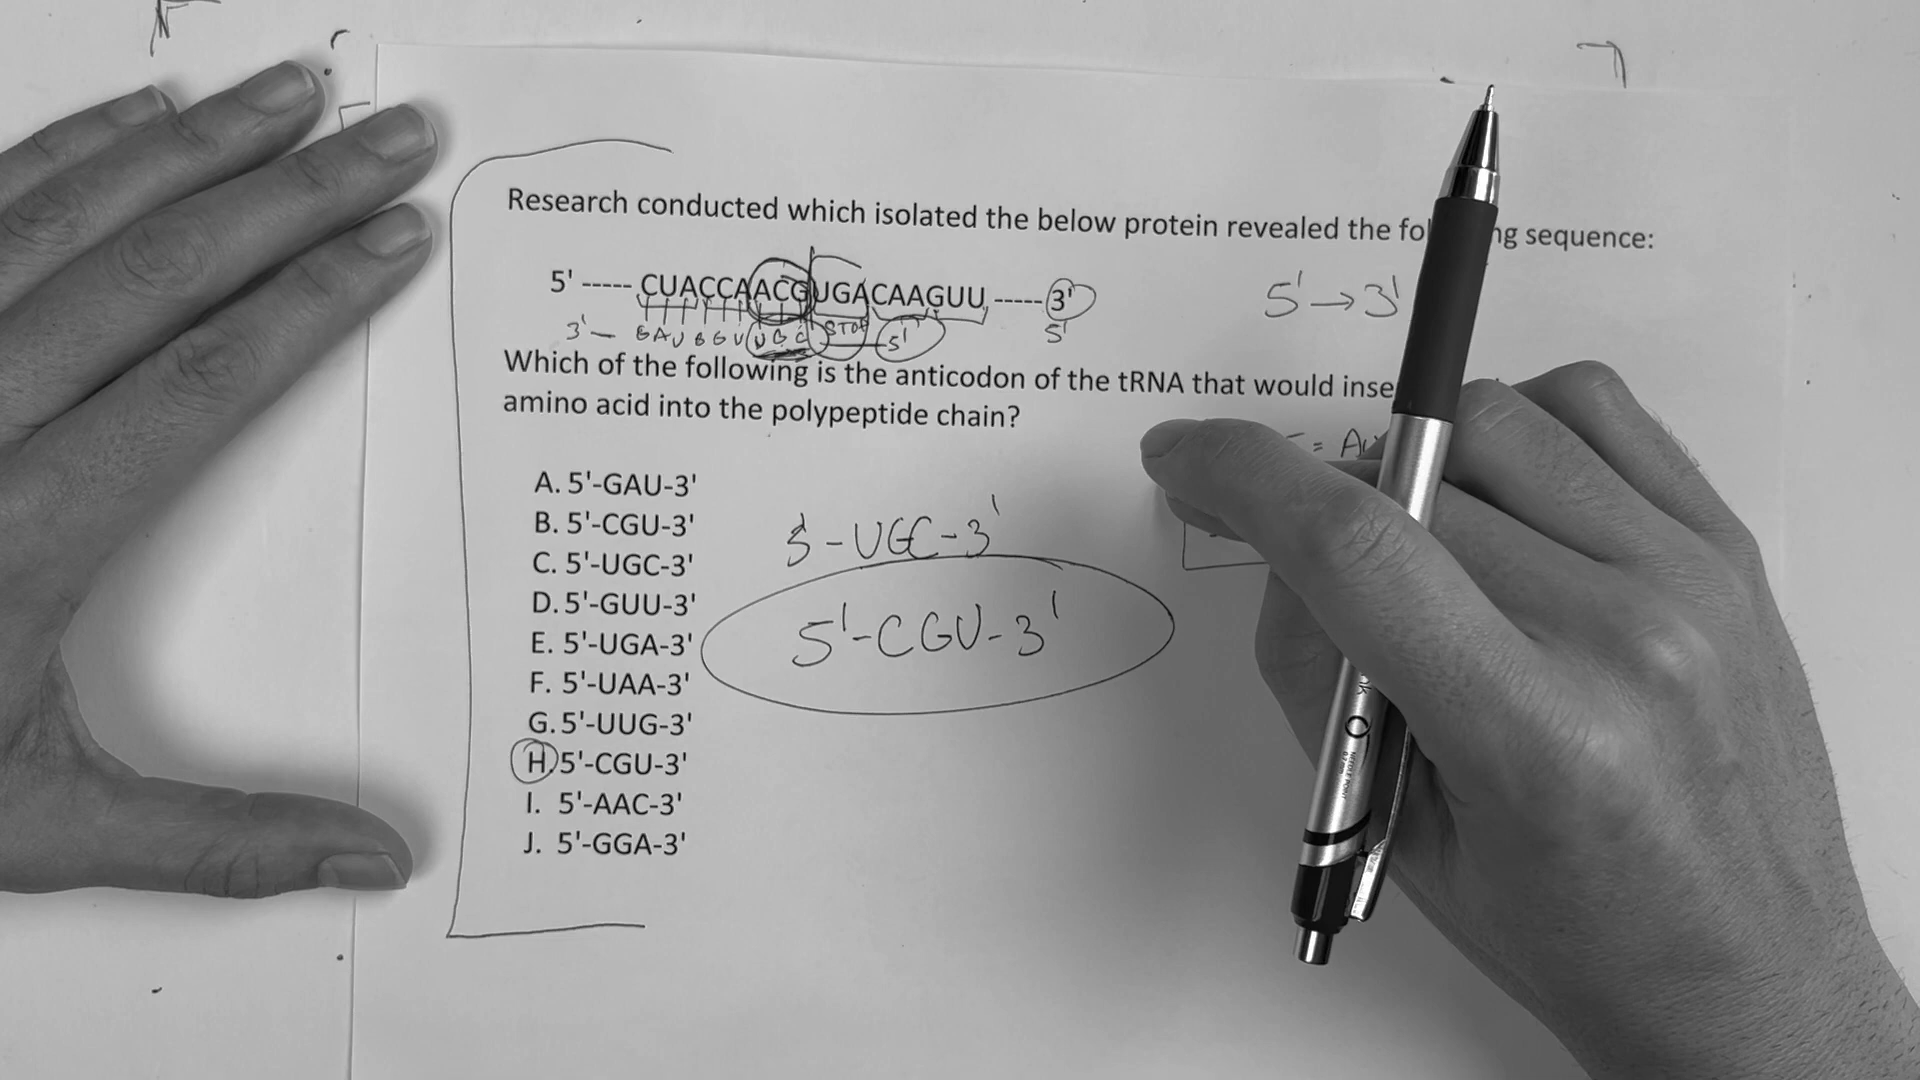 Research conducted which isolated the below protein revealed the fo ng sequence:
5' ----- CUACCAACGUGACAAGUU ----- 3'
5' → 3'
3' — GAUGGUUGC STOP 5' 5'
Which of the following is the anticodon of the tRNA that would inse
amino acid into the polypeptide chain?
A. 5'-GAU-3'
B. 5'-CGU-3'
C. 5'-UGC-3'
D. 5'-GUU-3'
E. 5'-UGA-3'
F. 5'-UAA-3'
G. 5'-UUG-3'
H. 5'-CGU-3'
I. 5'-AAC-3'
J. 5'-GGA-3'
3'-UGC-3'
5'-CGU-3'